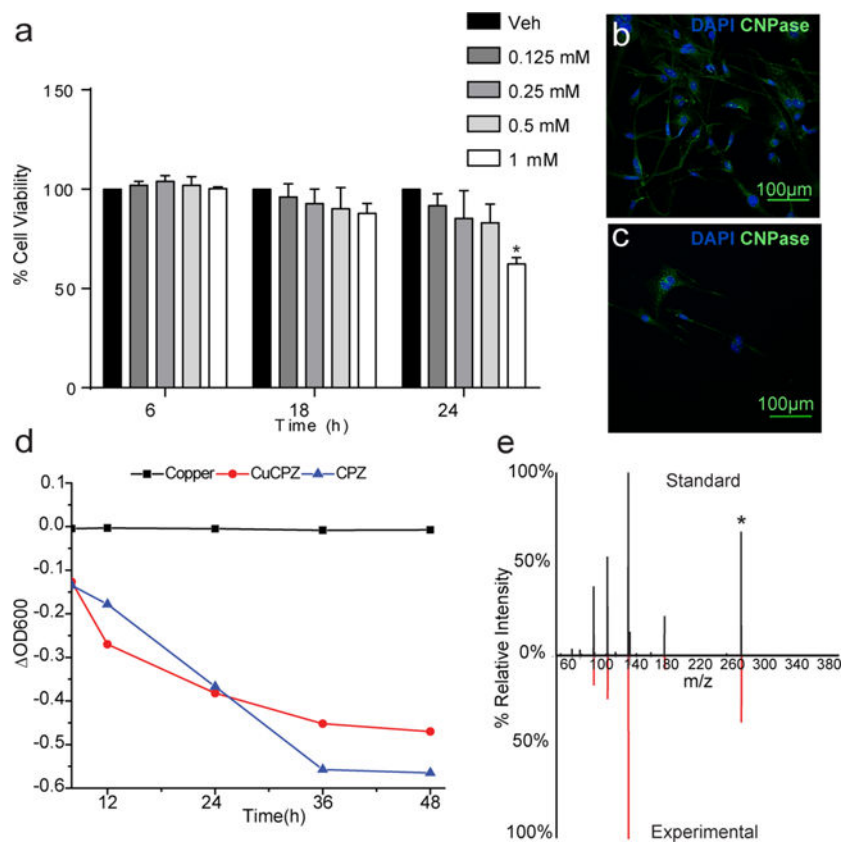 a
Veh
0.125 mM
0.25 mM
0.5 mM
1 mM
150
100
50
0
% Cell Viability
*
6
18
24
Time (h)
b
DAPI CNPase
100µm
c
DAPI CNPase
100µm
d
Copper
CuCPZ
CPZ
0.1
0.0
-0.1
-0.2
-0.3
-0.4
-0.5
-0.6
ΔOD600
12
24
36
48
Time(h)
e
100%
Standard
*
50%
0%
60 100 140 180 220 260 300 340 380
m/z
% Relative Intensity
50%
100%
Experimental